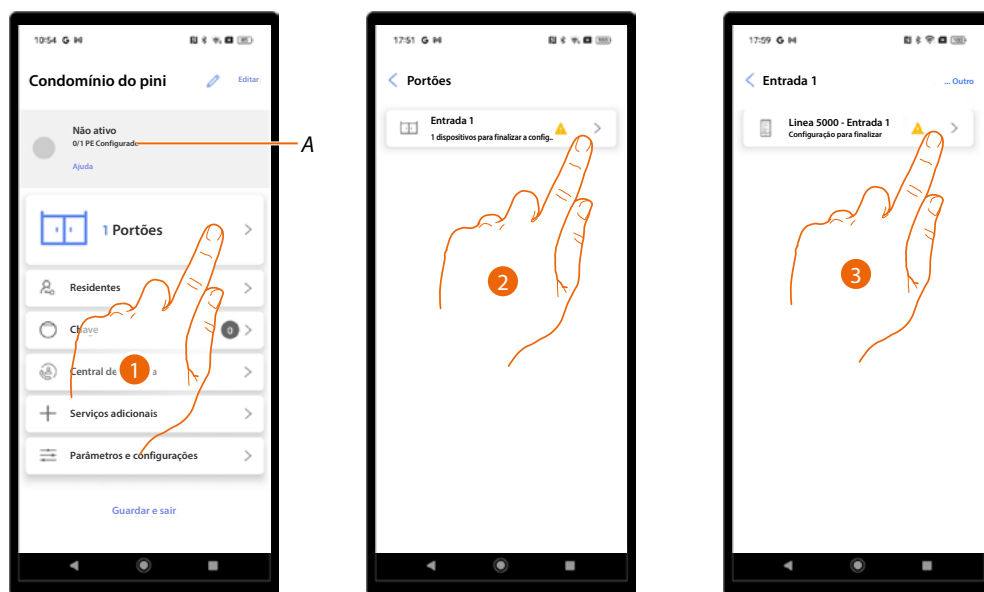 10:54 G
Condomínio do pini
Editar
Não ativo
0/1 PE Configurado
A
Ajuda
1 Portões
Residentes
Chave
0
Central de
a
1
Serviços adicionais
Parâmetros e configurações
Guardar e sair
17:51 G
Portões
Entrada 1
1 dispositivos para finalizar a config..
2
17:59 G
100
Entrada 1
... Outro
Linea 5000 - Entrada 1
Configuração para finalizar
3